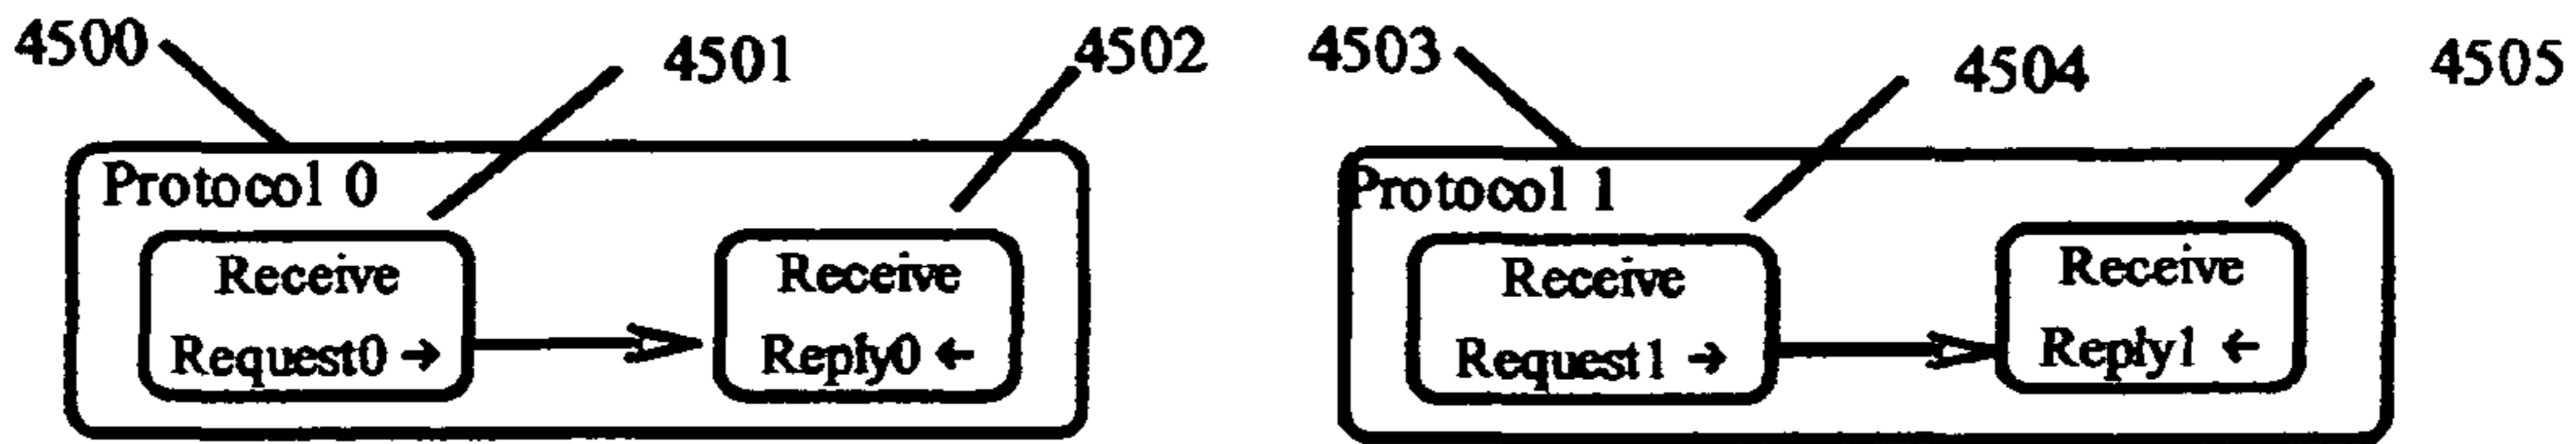 4500 4501 4502 4503 4504 4505
Protocol 0
Receive
Request0 →
Receive
Reply0 ←
Protocol 1
Receive
Request1 →
Receive
Reply1 ←